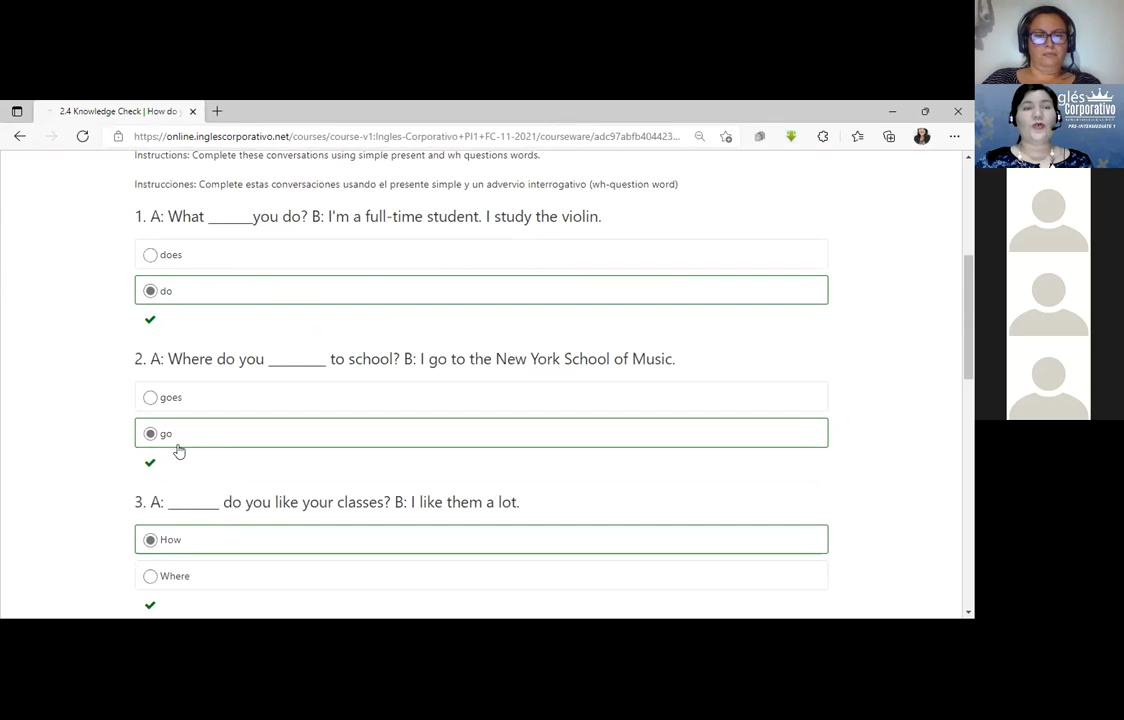 2.4 Knowledge Check | How do
https://online.inglescorporativo.net/courses/course-v1:Ingles-Corporativo+PI1+FC-11-2021/courseware/adc97abfb404423...
Instructions: Complete these conversations using simple present and wh questions words.
Instrucciones: Complete estas conversaciones usando el presente simple y un advervio interrogativo (wh-question word)
1. A: What ______you do? B: I'm a full-time student. I study the violin.
does
do
2. A: Where do you ________ to school? B: I go to the New York School of Music.
goes
go
3. A: _______ do you like your classes? B: I like them a lot.
How
Where
glés
Corporativo
PRE-INTERMEDIATE 1